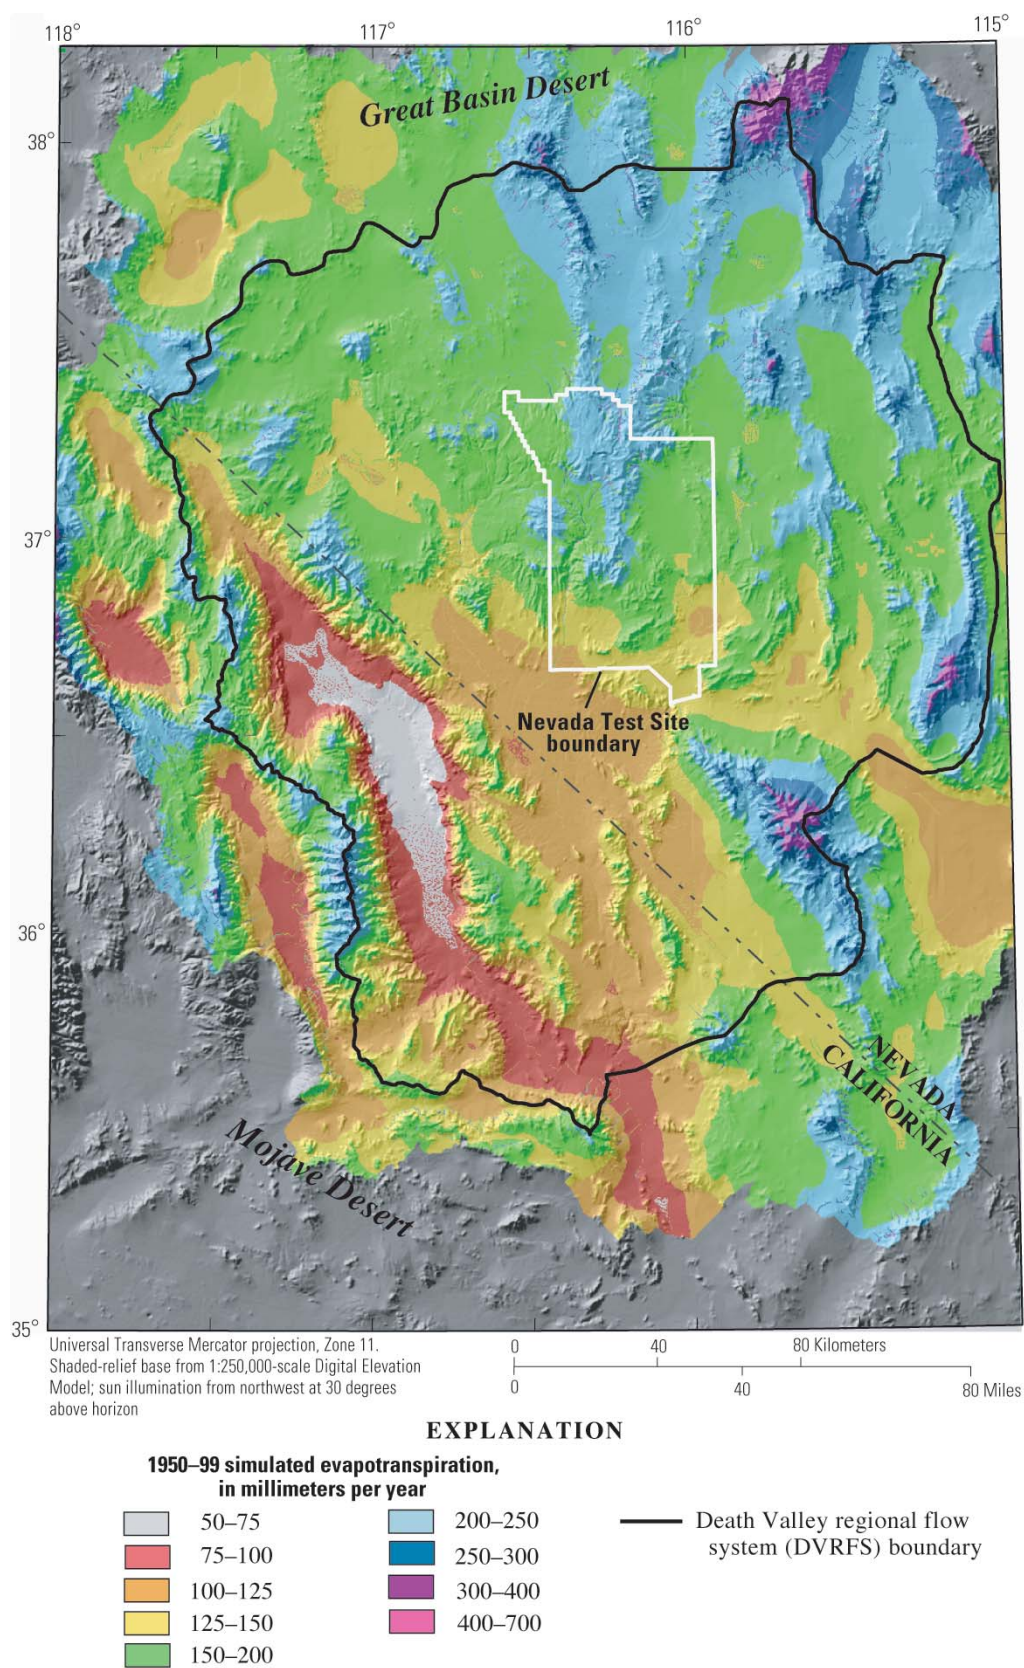 118°
117°
116°
115°
Great Basin Desert
38°
37°
Nevada Test Site
boundary
36°
NEVADA
CALIFORNIA
Mojave Desert
35°
Universal Transverse Mercator projection, Zone 11.
Shaded-relief base from 1:250,000-scale Digital Elevation
Model; sun illumination from northwest at 30 degrees
above horizon
0 40 80 Kilometers
0 40 80 Miles
EXPLANATION
1950–99 simulated evapotranspiration,
in millimeters per year
50–75
75–100
100–125
125–150
150–200
200–250
250–300
300–400
400–700
Death Valley regional flow
system (DVRFS) boundary